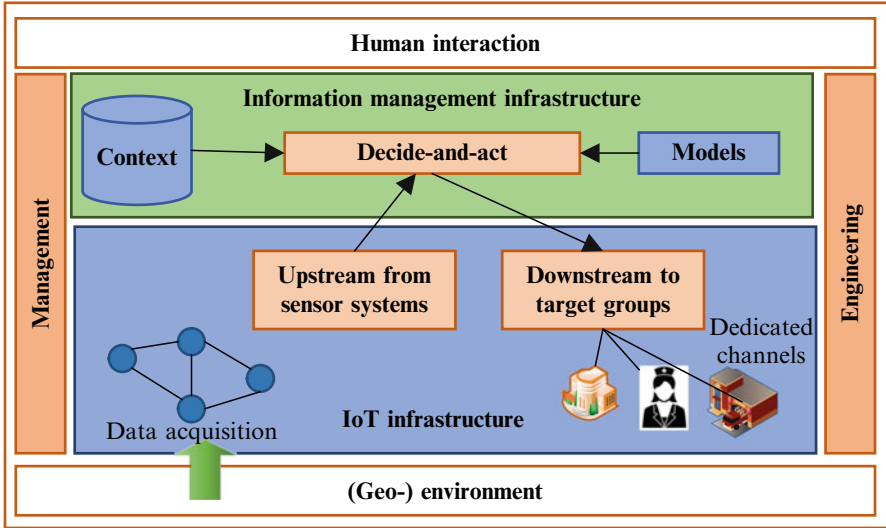 Human interaction
Management
Information management infrastructure
Context
Decide-and-act
Models
Engineering
Upstream from
sensor systems
Downstream to
target groups
Dedicated
channels
Data acquisition
IoT infrastructure
(Geo-) environment